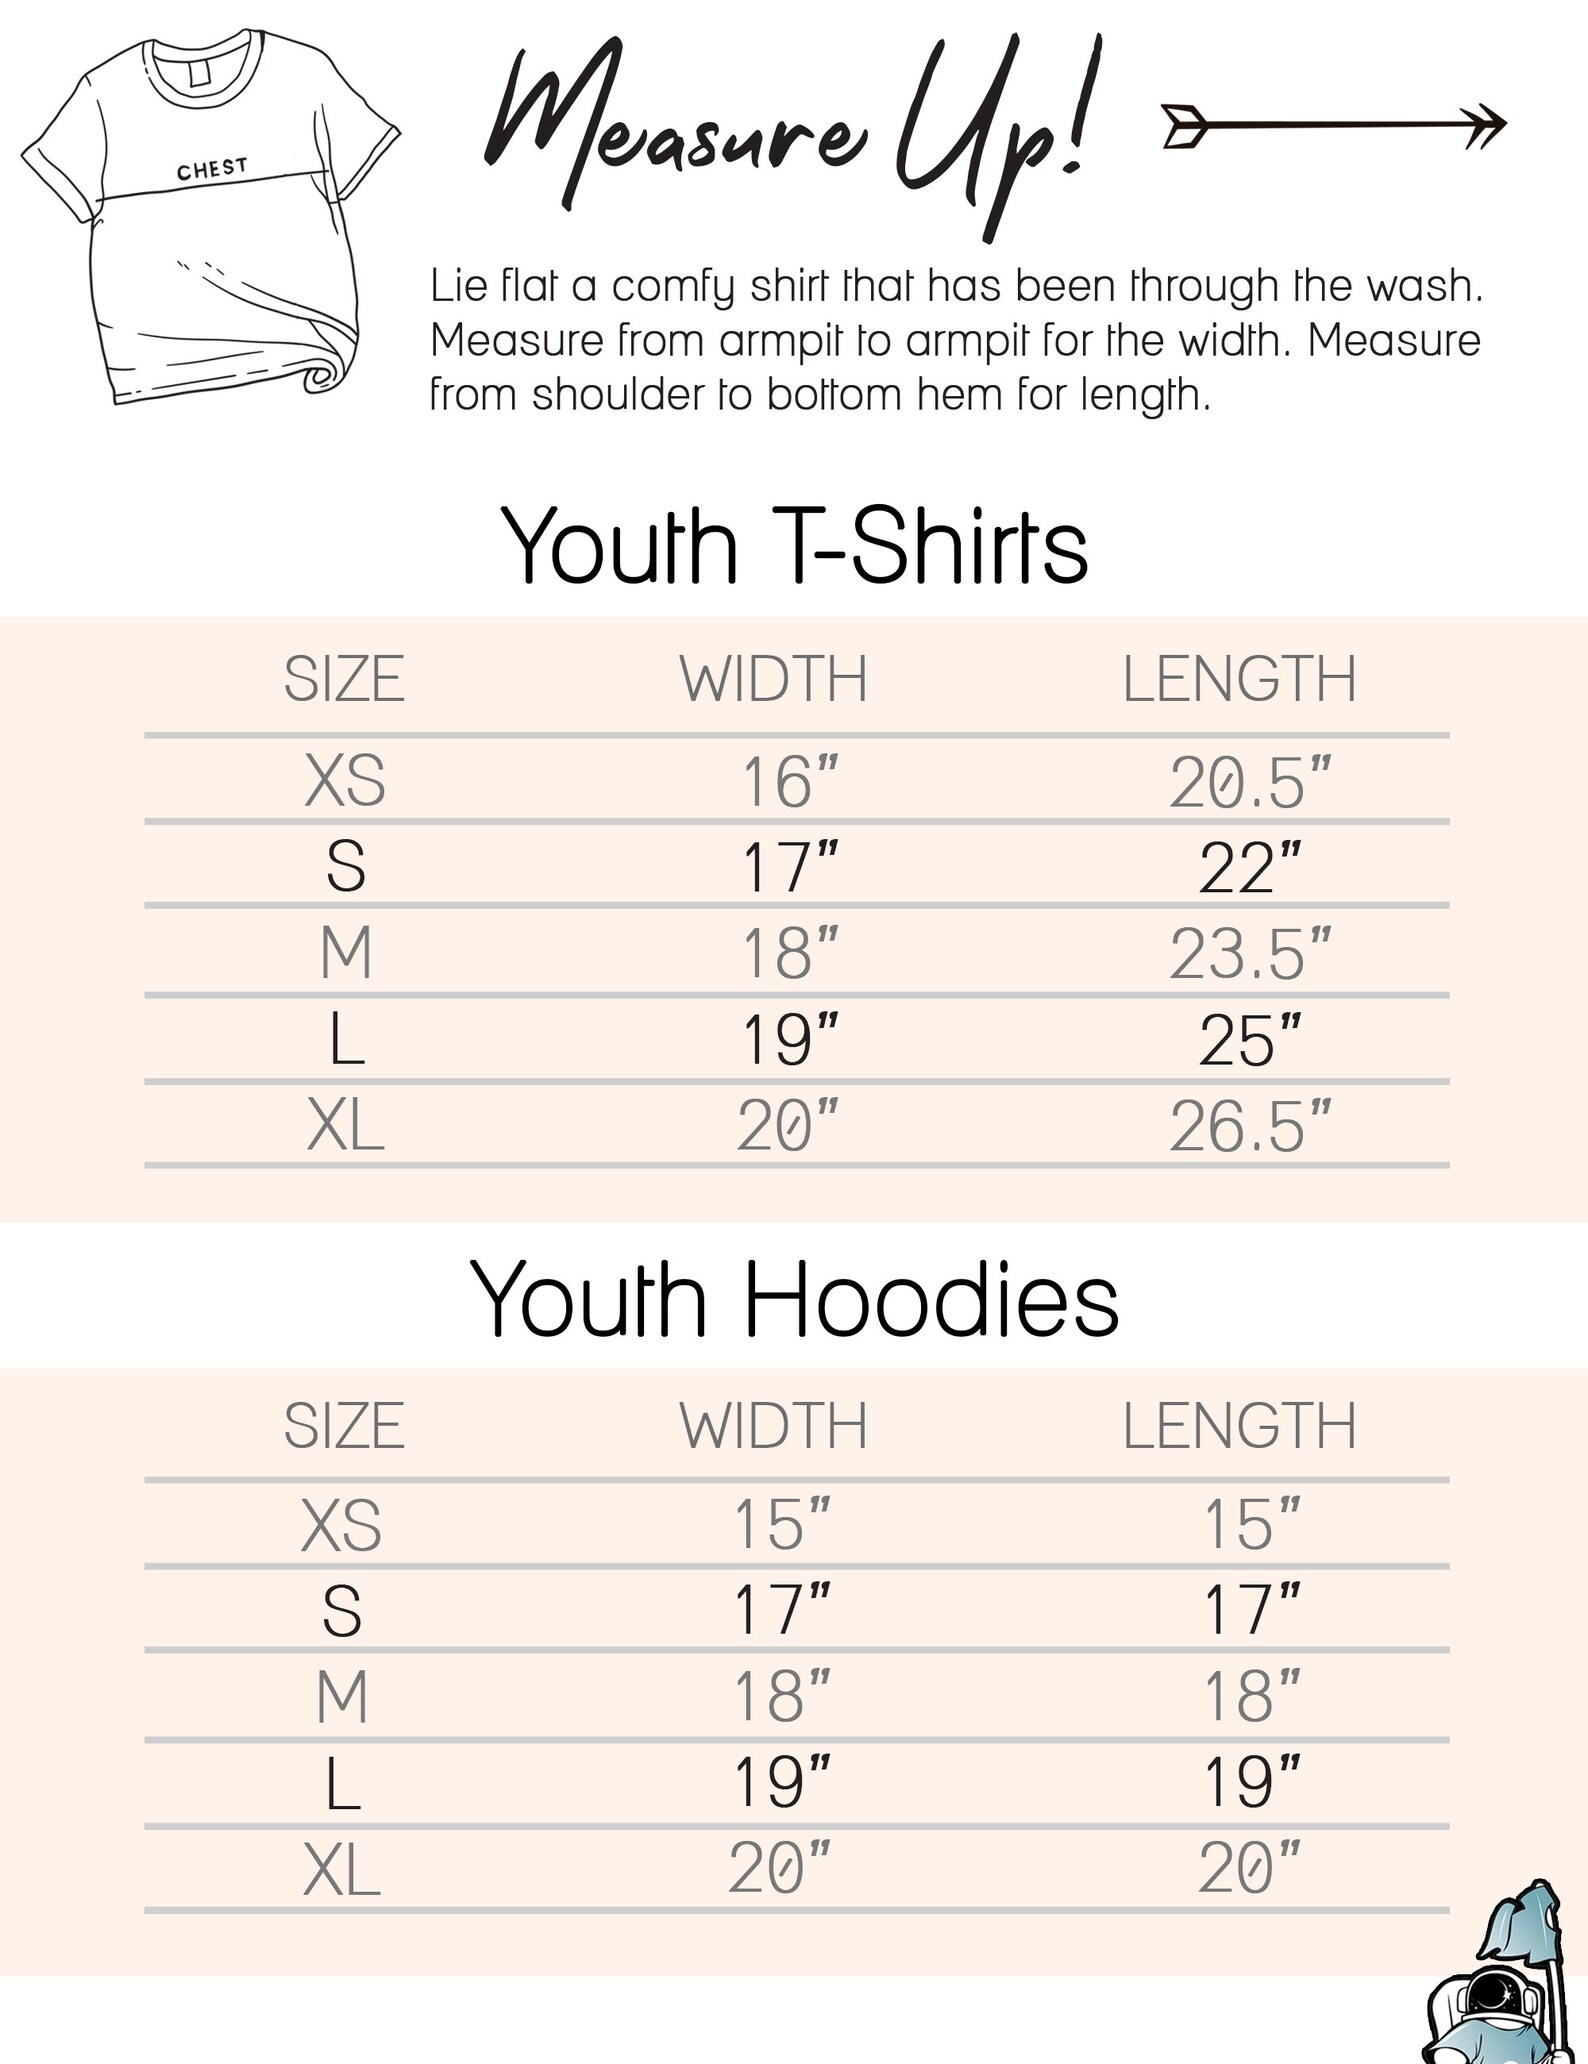 CHEST
Measure Up!
Lie flat a comfy shirt that has been through the wash.
Measure from armpit to armpit for the width. Measure
from shoulder to bottom hem for length.
Youth T-Shirts
SIZE WIDTH LENGTH
XS 16" 20.5"
S 17" 22"
M 18" 23.5"
L 19" 25"
XL 20" 26.5"
Youth Hoodies
SIZE WIDTH LENGTH
XS 15" 15"
S 17" 17"
M 18" 18"
L 19" 19"
XL 20" 20"